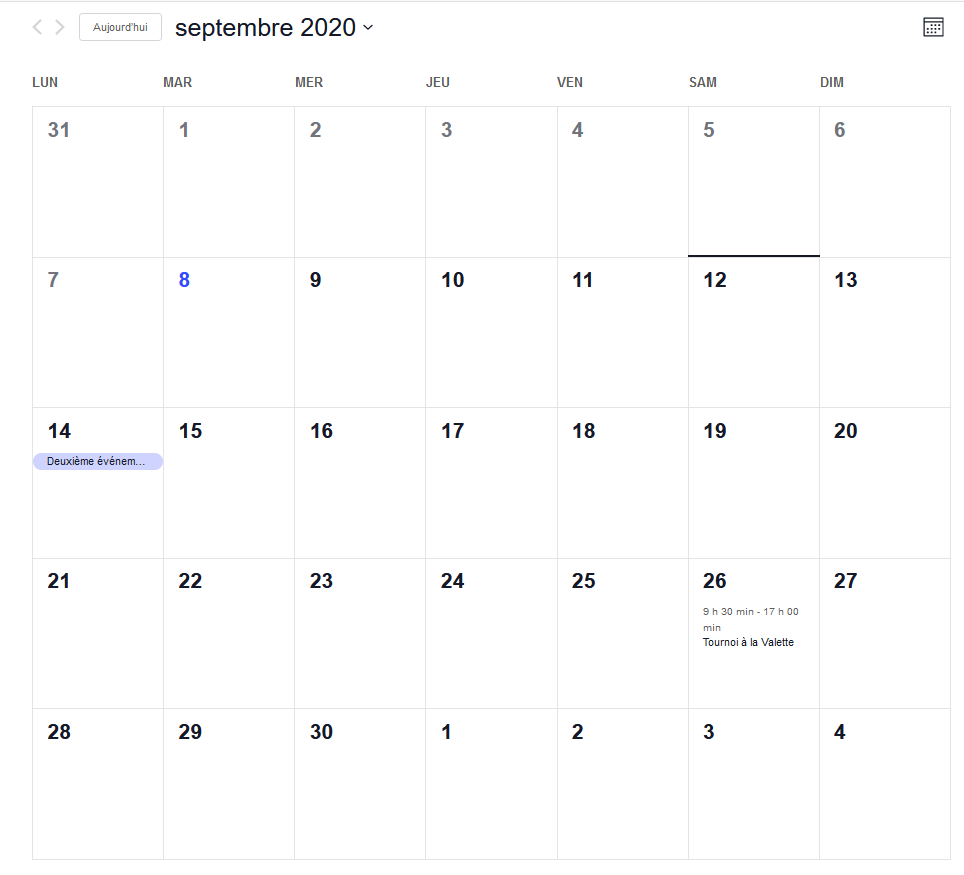 Aujourd'hui septembre 2020
LUN MAR MER JEU VEN SAM DIM
31 1 2 3 4 5 6
7 8 9 10 11 12 13
14 15 16 17 18 19 20
Deuxième événem...
21 22 23 24 25 26 27
9 h 30 min - 17 h 00
min
Tournoi à la Valette
28 29 30 1 2 3 4